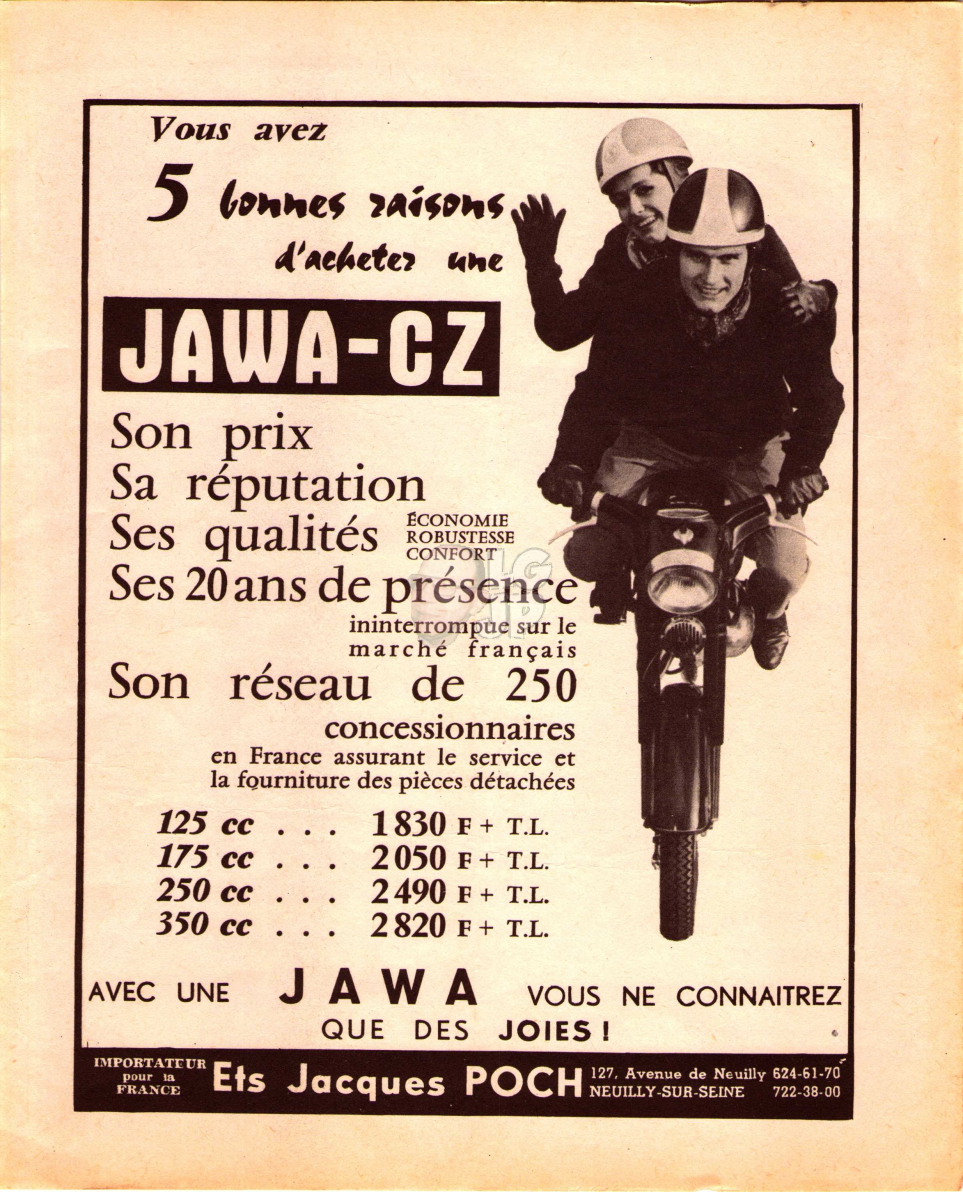 Vous avez
5 bonnes raisons
d'acheter une
JAWA-CZ
Son prix
Sa réputation
Ses qualités ÉCONOMIE
ROBUSTESSE
CONFORT
Ses 20 ans de présence
ininterrompue sur le
marché français
Son réseau de 250
concessionnaires
en France assurant le service et
la fourniture des pièces détachées
125 cc . . . 1830 F + T.L.
175 cc . . . 2050 F + T.L.
250 cc . . . 2490 F + T.L.
350 cc . . . 2820 F + T.L.
AVEC UNE JAWA VOUS NE CONNAITREZ
QUE DES JOIES !
IMPORTATEUR
pour la
FRANCE
Ets Jacques POCH
127, Avenue de Neuilly 624-61-70
NEUILLY-SUR-SEINE 722-38-00